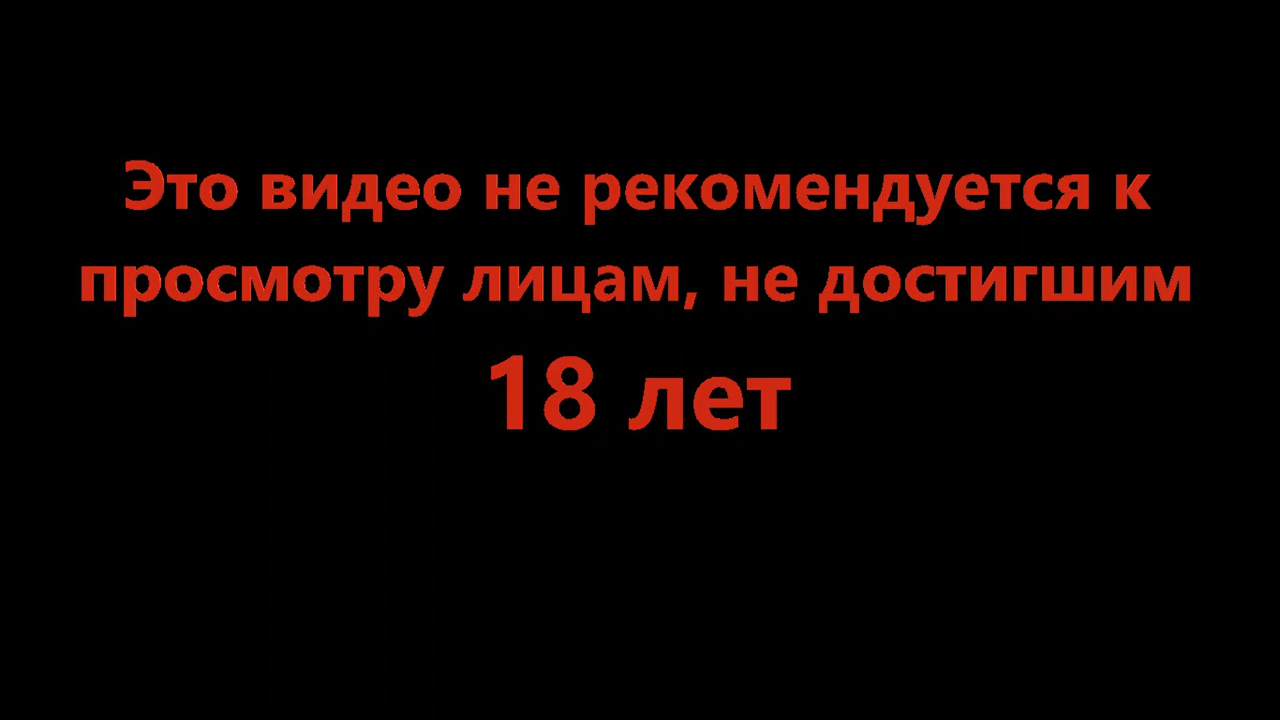 Это видео не рекомендуется к
просмотру лицам, не достигшим
18 лет